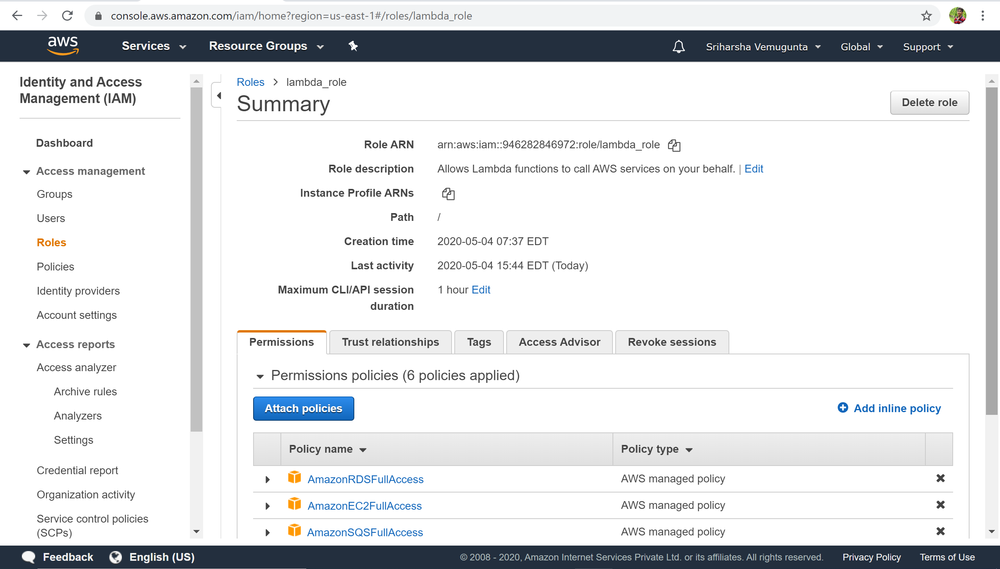 console.aws.amazon.com/iam/home?region=us-east-1#/roles/lambda_role
aws Services Resource Groups Sriharsha Vemugunta Global Support
Identity and Access
Management (IAM)
Dashboard
Access management
Groups
Users
Roles
Policies
Identity providers
Account settings
Access reports
Access analyzer
Archive rules
Analyzers
Settings
Credential report
Organization activity
Service control policies
(SCPs)
Roles > lambda_role
Summary
Delete role
Role ARN arn:aws:iam::946282846972:role/lambda_role
Role description Allows Lambda functions to call AWS services on your behalf. | Edit
Instance Profile ARNs
Path /
Creation time 2020-05-04 07:37 EDT
Last activity 2020-05-04 15:44 EDT (Today)
Maximum CLI/API session 1 hour Edit
duration
Permissions Trust relationships Tags Access Advisor Revoke sessions
Permissions policies (6 policies applied)
Attach policies Add inline policy
Policy name Policy type
AmazonRDSFullAccess AWS managed policy
AmazonEC2FullAccess AWS managed policy
AmazonSQSFullAccess AWS managed policy
Feedback English (US) © 2008 - 2020, Amazon Internet Services Private Ltd. or its affiliates. All rights reserved. Privacy Policy Terms of Use